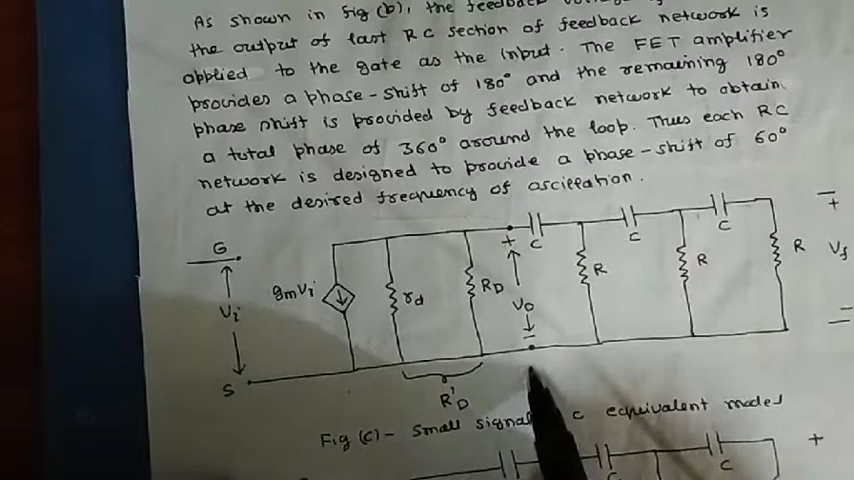 As shown in fig (b), the feedback
the output of last RC section of feedback network is
applied to the gate as the input. The FET amplifier
provides a phase-shift of 180° and the remaining 180°
phase shift is provided by feedback network to obtain
a total phase of 360° around the loop. Thus each RC
network is designed to provide a phase-shift of 60°
at the desired frequency of oscillation.
G
Vi
S
gmVi
rd
RD
R'D
+
Vo
-
C
C
C
R
R
R
+
Vf
-
Fig (c)- Small signal c equivalent model
C
C
+